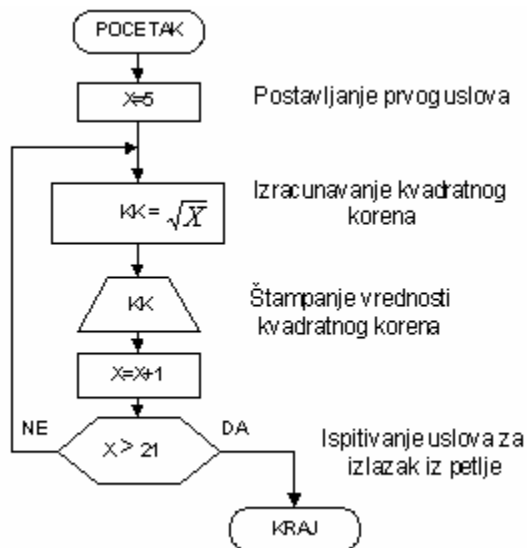 POCETAK
X=5
Postavljanje prvog uslova
KK = √X
Izracunavanje kvadratnog
korena
KK
Štampanje vrednosti
kvadratnog korena
X=X+1
NE
X > 21
DA
Ispitivanje uslova za
izlazak iz petlje
KRAJ